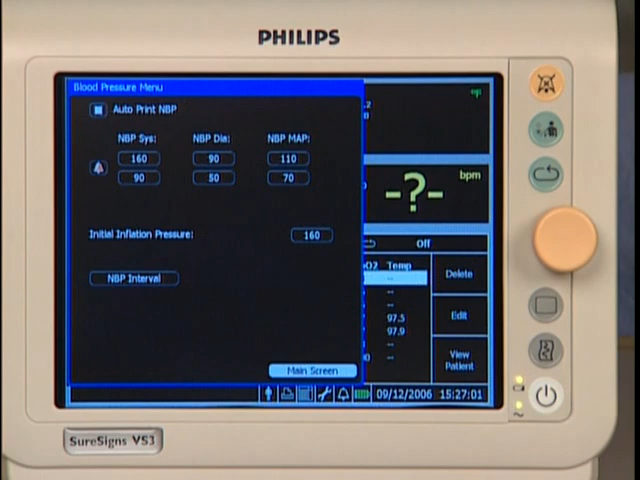 PHILIPS
Blood Pressure Menu
Auto Print NBP
NBP Sys: NBP Dia: NBP MAP:
160 90 110
90 50 70
Initial Inflation Pressure: 160
NBP Interval
Main Screen
bpm
-?-
Off
Temp
--
--
--
97.5
97.9
--
--
Delete
Edit
View
Patient
09/12/2006 15:27:01
SureSigns VS3